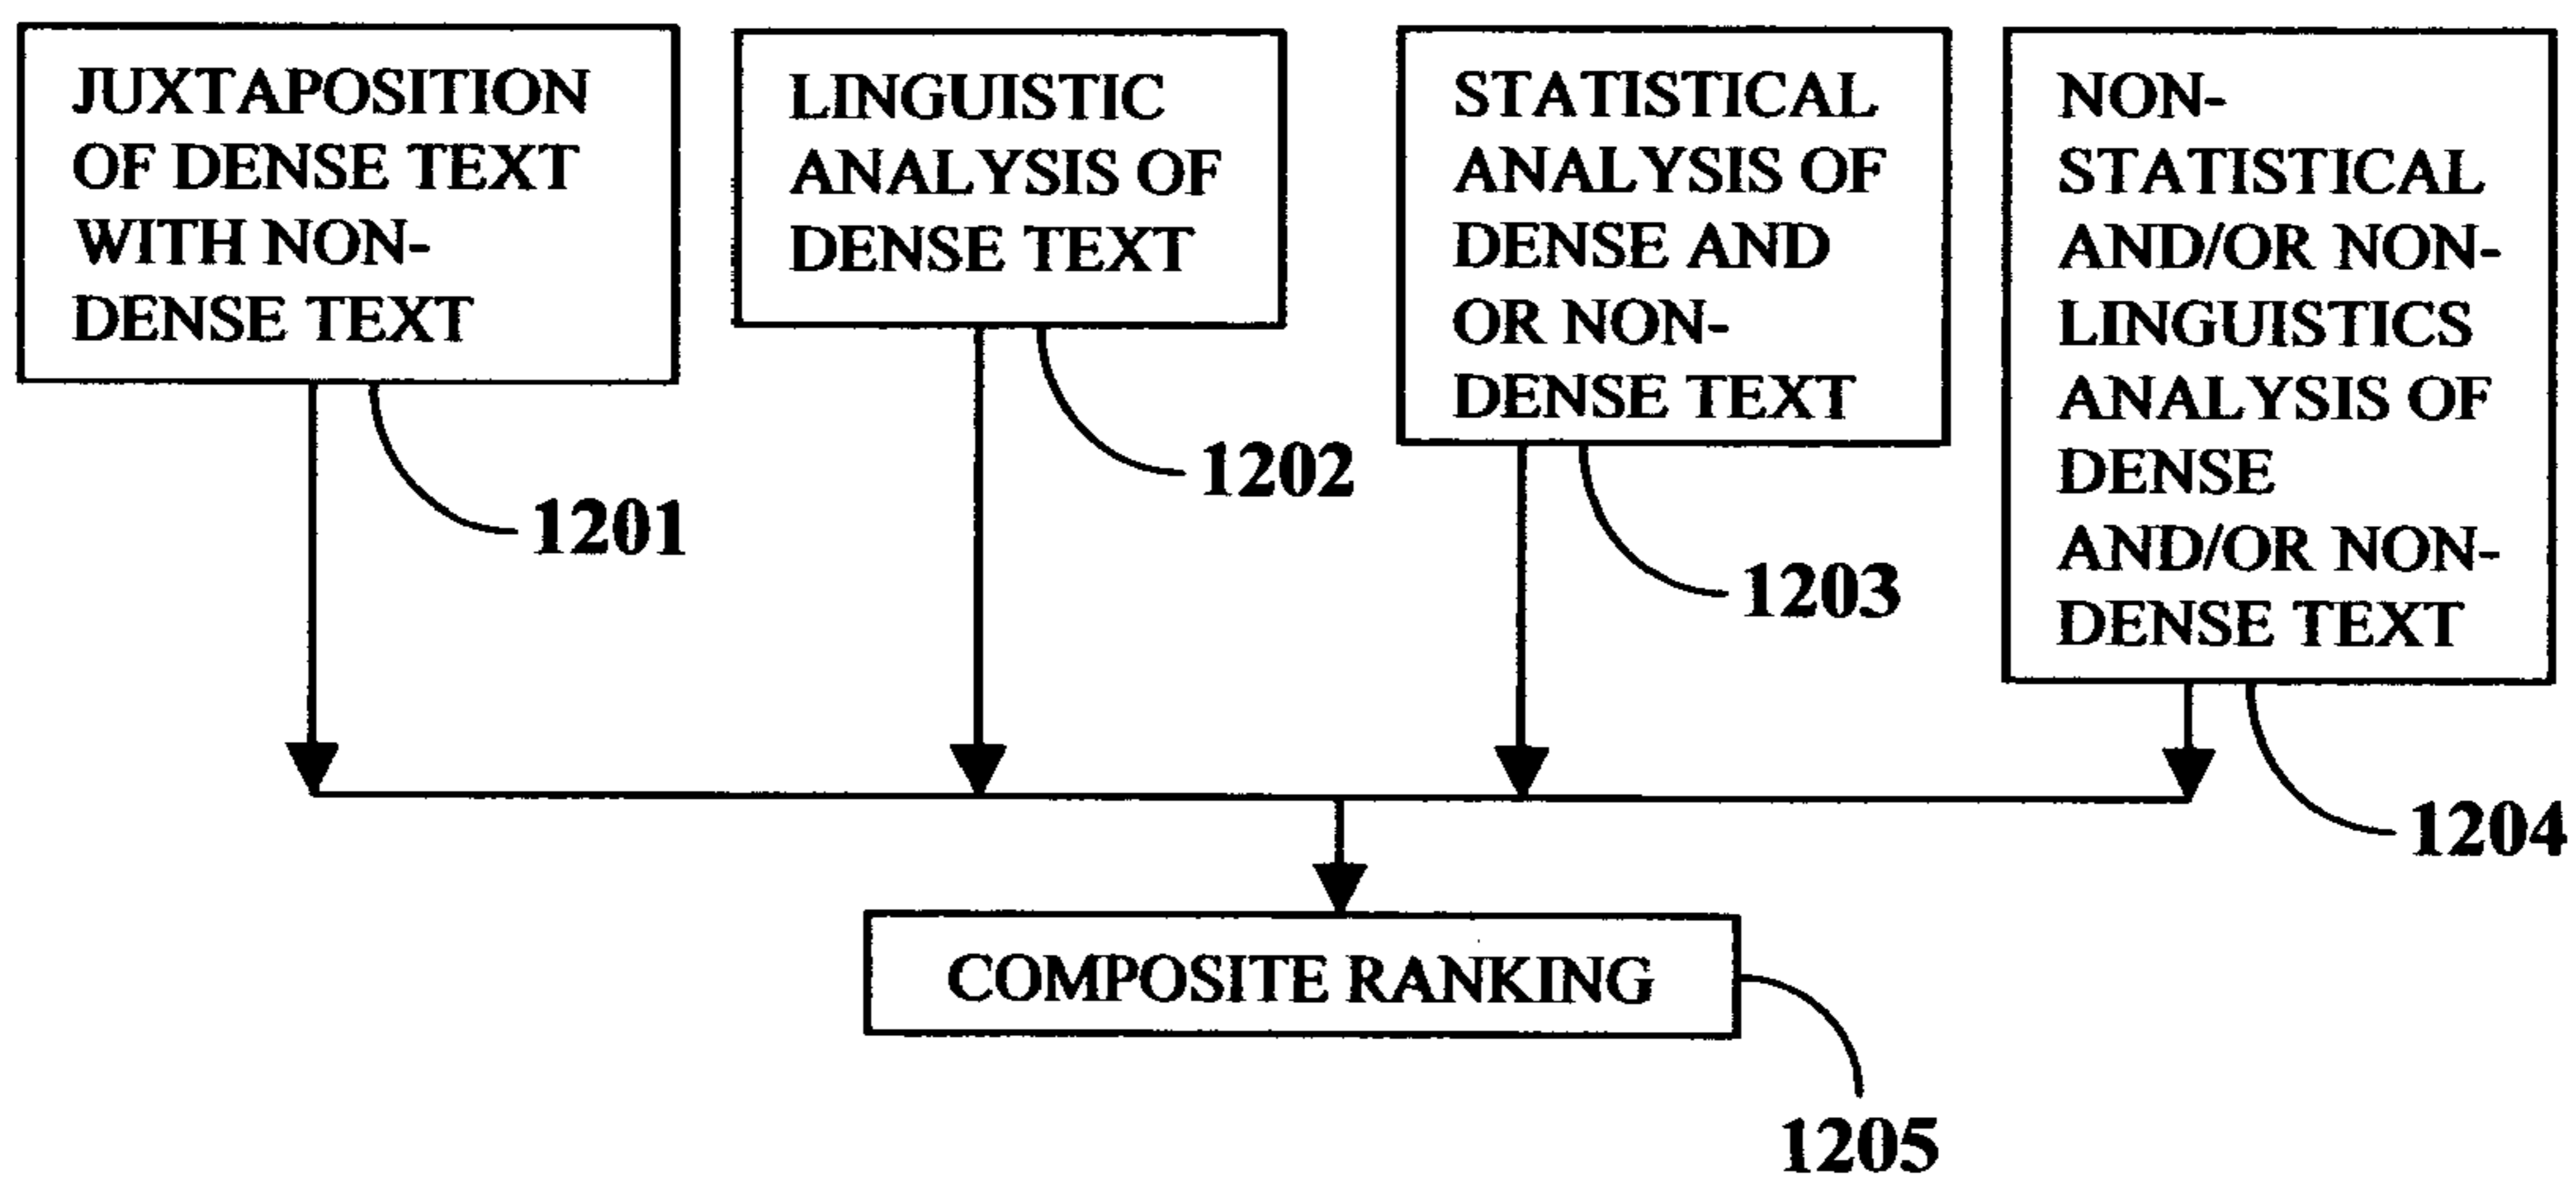 JUXTAPOSITION
OF DENSE TEXT
WITH NON-
DENSE TEXT
1201
LINGUISTIC
ANALYSIS OF
DENSE TEXT
1202
STATISTICAL
ANALYSIS OF
DENSE AND
OR NON-
DENSE TEXT
1203
NON-
STATISTICAL
AND/OR NON-
LINGUISTICS
ANALYSIS OF
DENSE
AND/OR NON-
DENSE TEXT
1204
COMPOSITE RANKING
1205